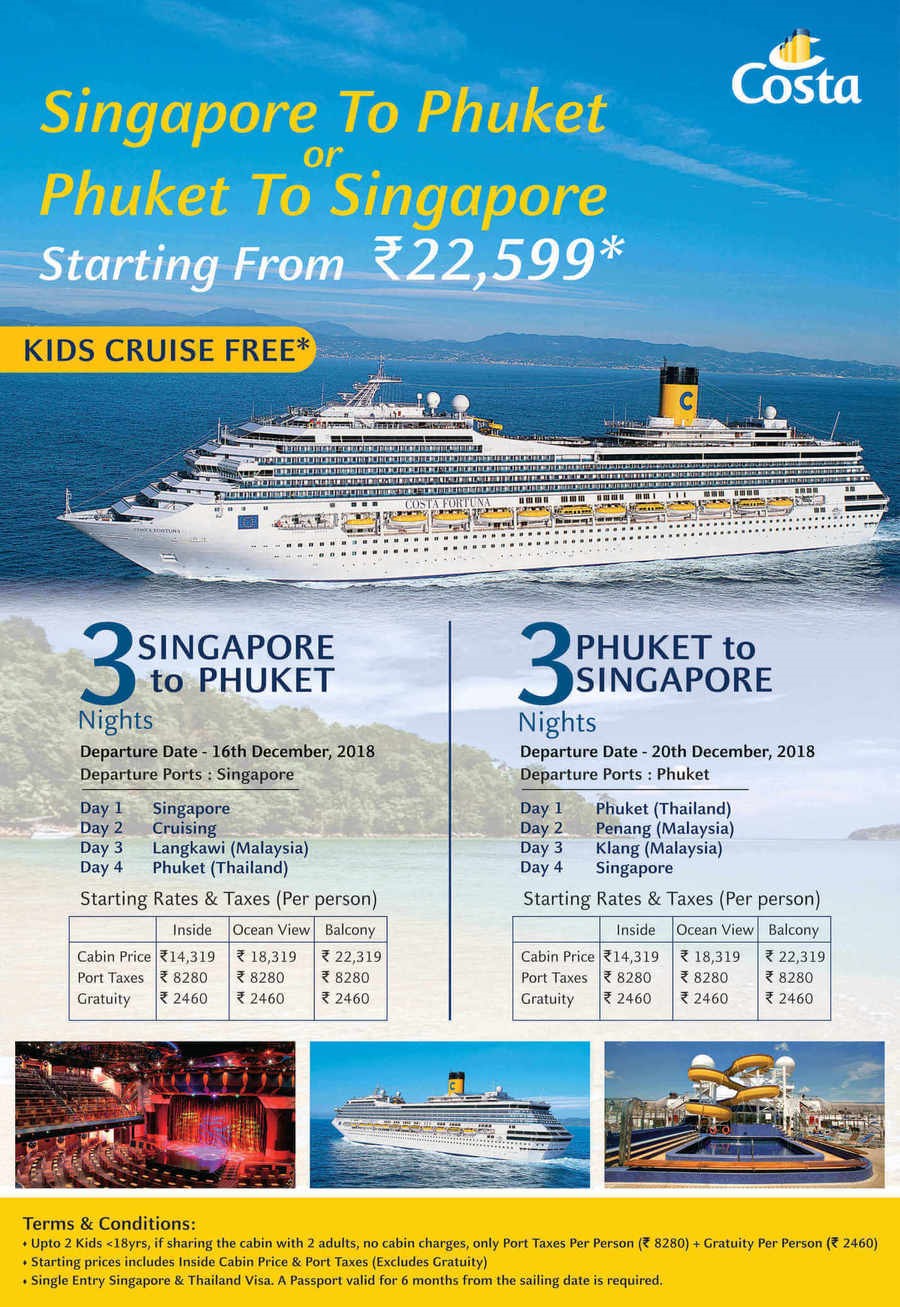 Costa
Singapore To Phuket
or
Phuket To Singapore
Starting From ₹22,599*
KIDS CRUISE FREE*
C
COSTA FORTUNA
COSTA FORTUNA
3 SINGAPORE
to PHUKET
Nights
Departure Date - 16th December, 2018
Departure Ports : Singapore
Day 1 Singapore
Day 2 Cruising
Day 3 Langkawi (Malaysia)
Day 4 Phuket (Thailand)
Starting Rates & Taxes (Per person)
Inside Ocean View Balcony
Cabin Price ₹14,319 ₹ 18,319 ₹ 22,319
Port Taxes ₹ 8280 ₹ 8280 ₹ 8280
Gratuity ₹ 2460 ₹ 2460 ₹ 2460
3 PHUKET to
SINGAPORE
Nights
Departure Date - 20th December, 2018
Departure Ports : Phuket
Day 1 Phuket (Thailand)
Day 2 Penang (Malaysia)
Day 3 Klang (Malaysia)
Day 4 Singapore
Starting Rates & Taxes (Per person)
Inside Ocean View Balcony
Cabin Price ₹14,319 ₹ 18,319 ₹ 22,319
Port Taxes ₹ 8280 ₹ 8280 ₹ 8280
Gratuity ₹ 2460 ₹ 2460 ₹ 2460
C
Terms & Conditions:
• Upto 2 Kids <18yrs, if sharing the cabin with 2 adults, no cabin charges, only Port Taxes Per Person (₹ 8280) + Gratuity Per Person (₹ 2460)
• Starting prices includes Inside Cabin Price & Port Taxes (Excludes Gratuity)
• Single Entry Singapore & Thailand Visa. A Passport valid for 6 months from the sailing date is required.